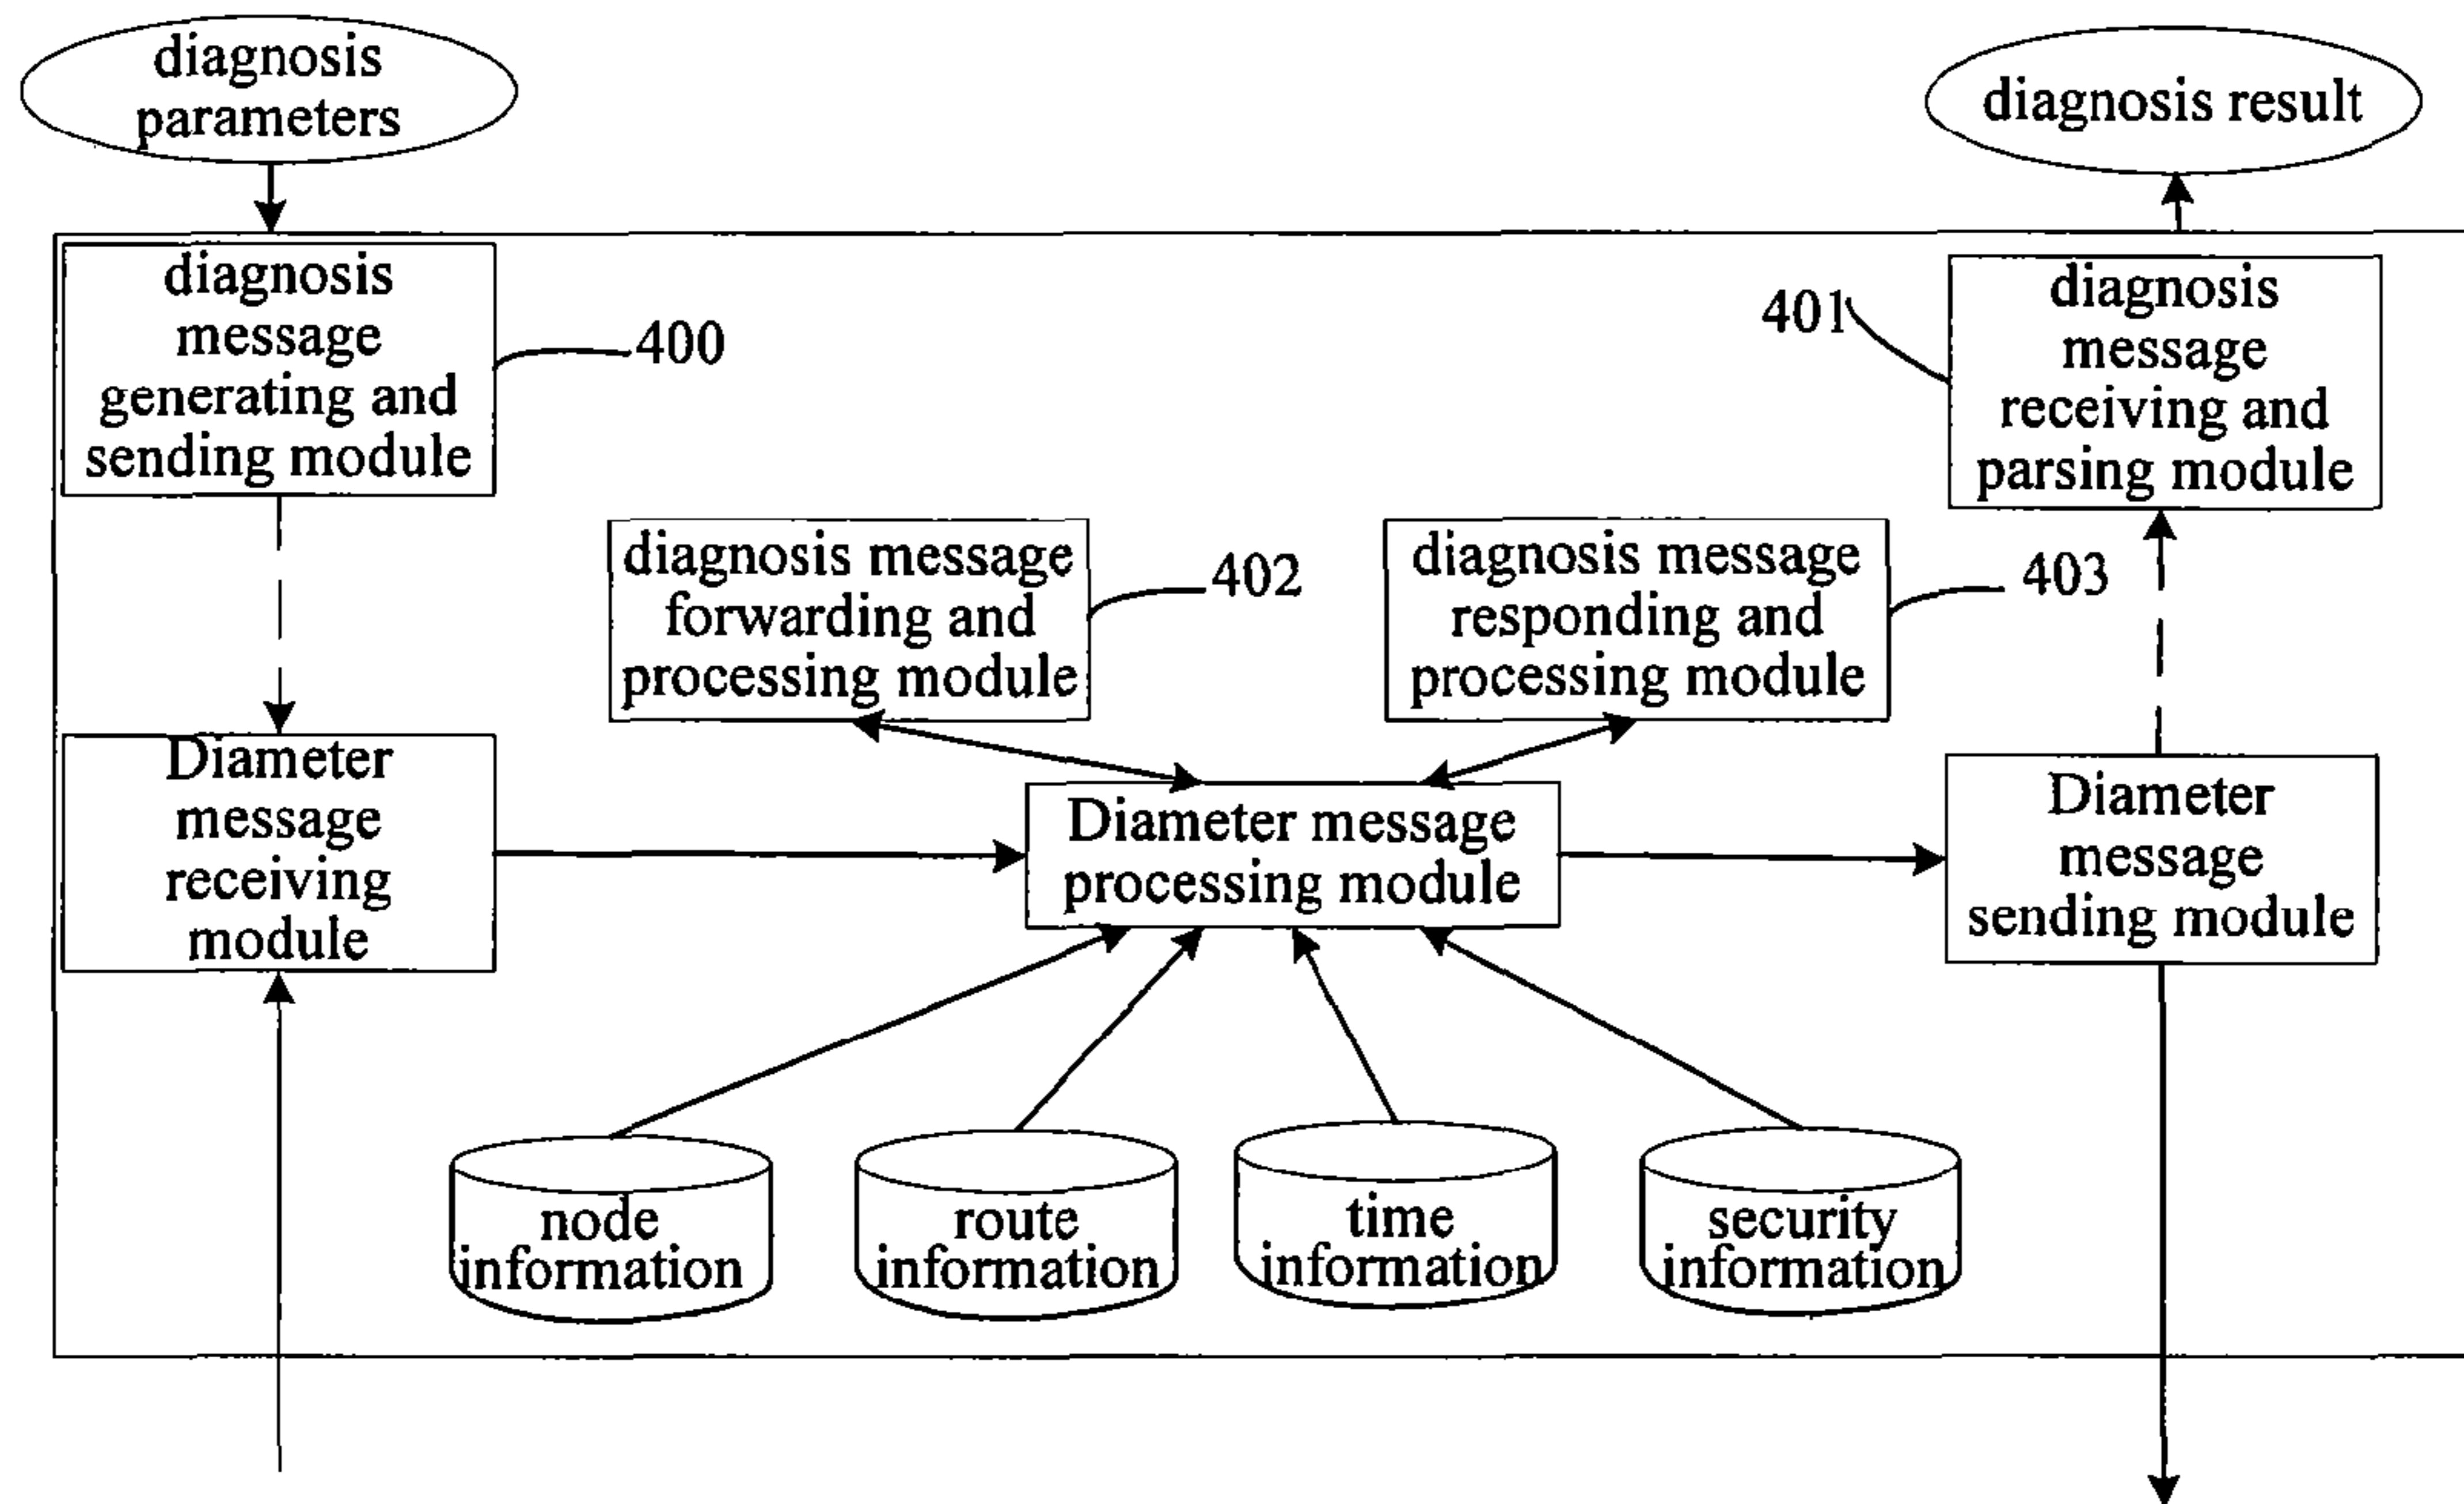 diagnosis
parameters
diagnosis result
diagnosis
message
generating and
sending module
400
401
diagnosis
message
receiving and
parsing module
diagnosis message
forwarding and
processing module
402
diagnosis message
responding and
processing module
403
Diameter
message
receiving
module
Diameter message
processing module
Diameter
message
sending module
node
information
route
information
time
information
security
information